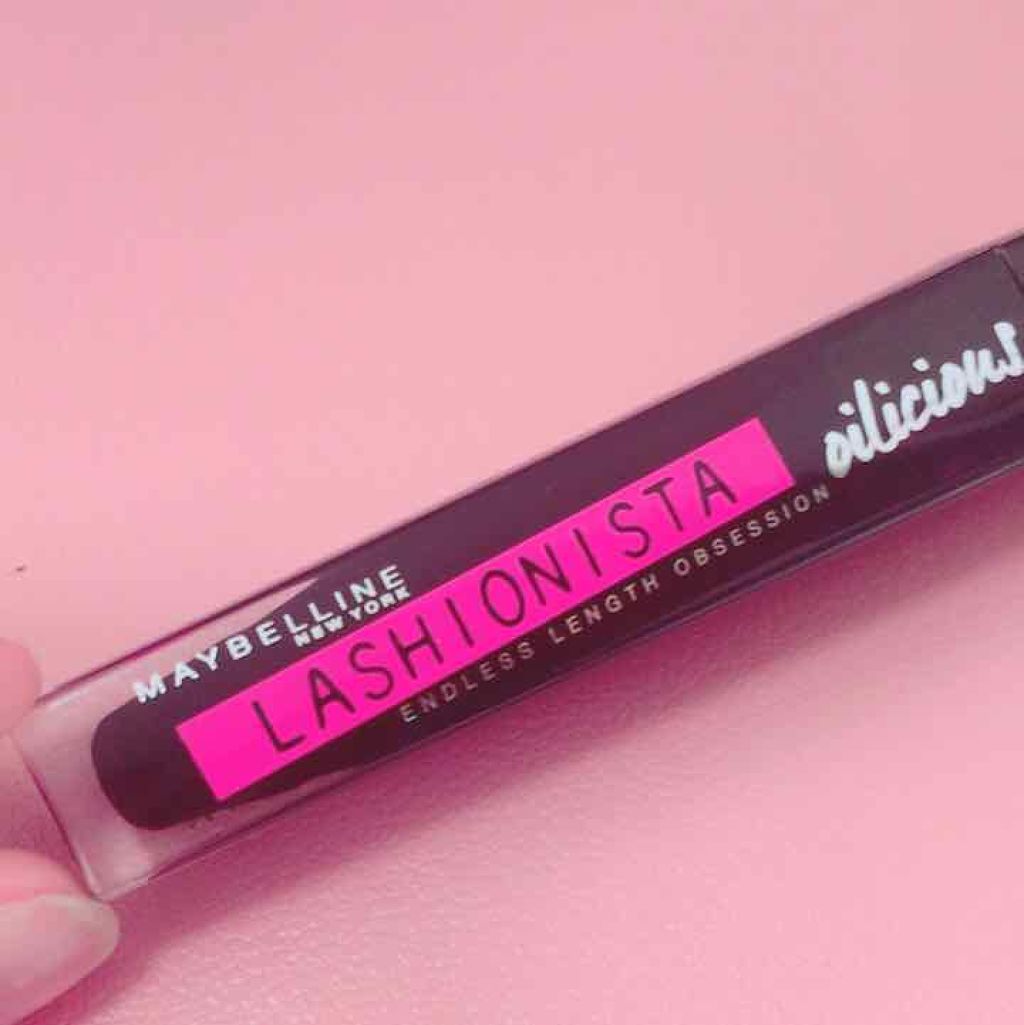 MAYBELLINE
NEW YORK
LASHIONISTA
ENDLESS LENGTH OBSESSION
oilicious